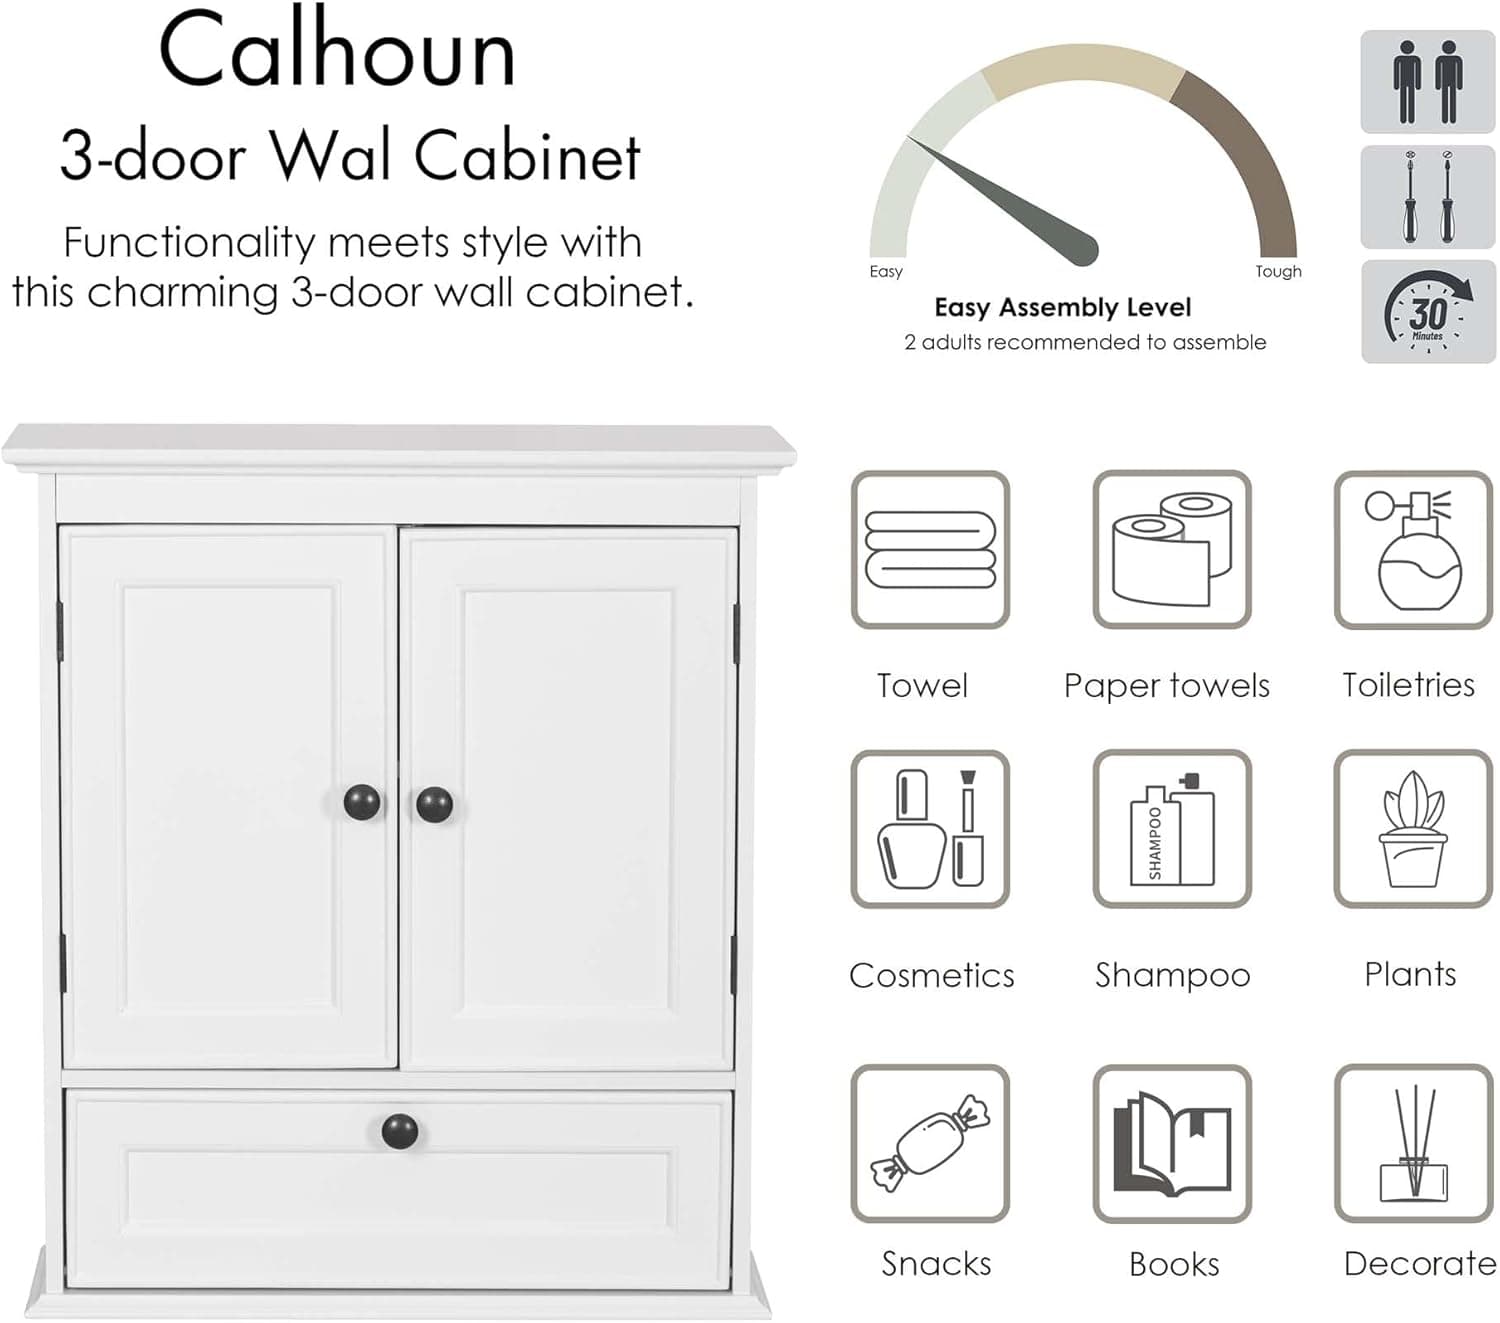 Calhoun
3-door Wal Cabinet
Functionality meets style with
this charming 3-door wall cabinet.
Easy
Tough
Easy Assembly Level
2 adults recommended to assemble
30
Minutes
Towel
Paper towels
Toiletries
SHAMPOO
Cosmetics
Shampoo
Plants
Snacks
Books
Decorate